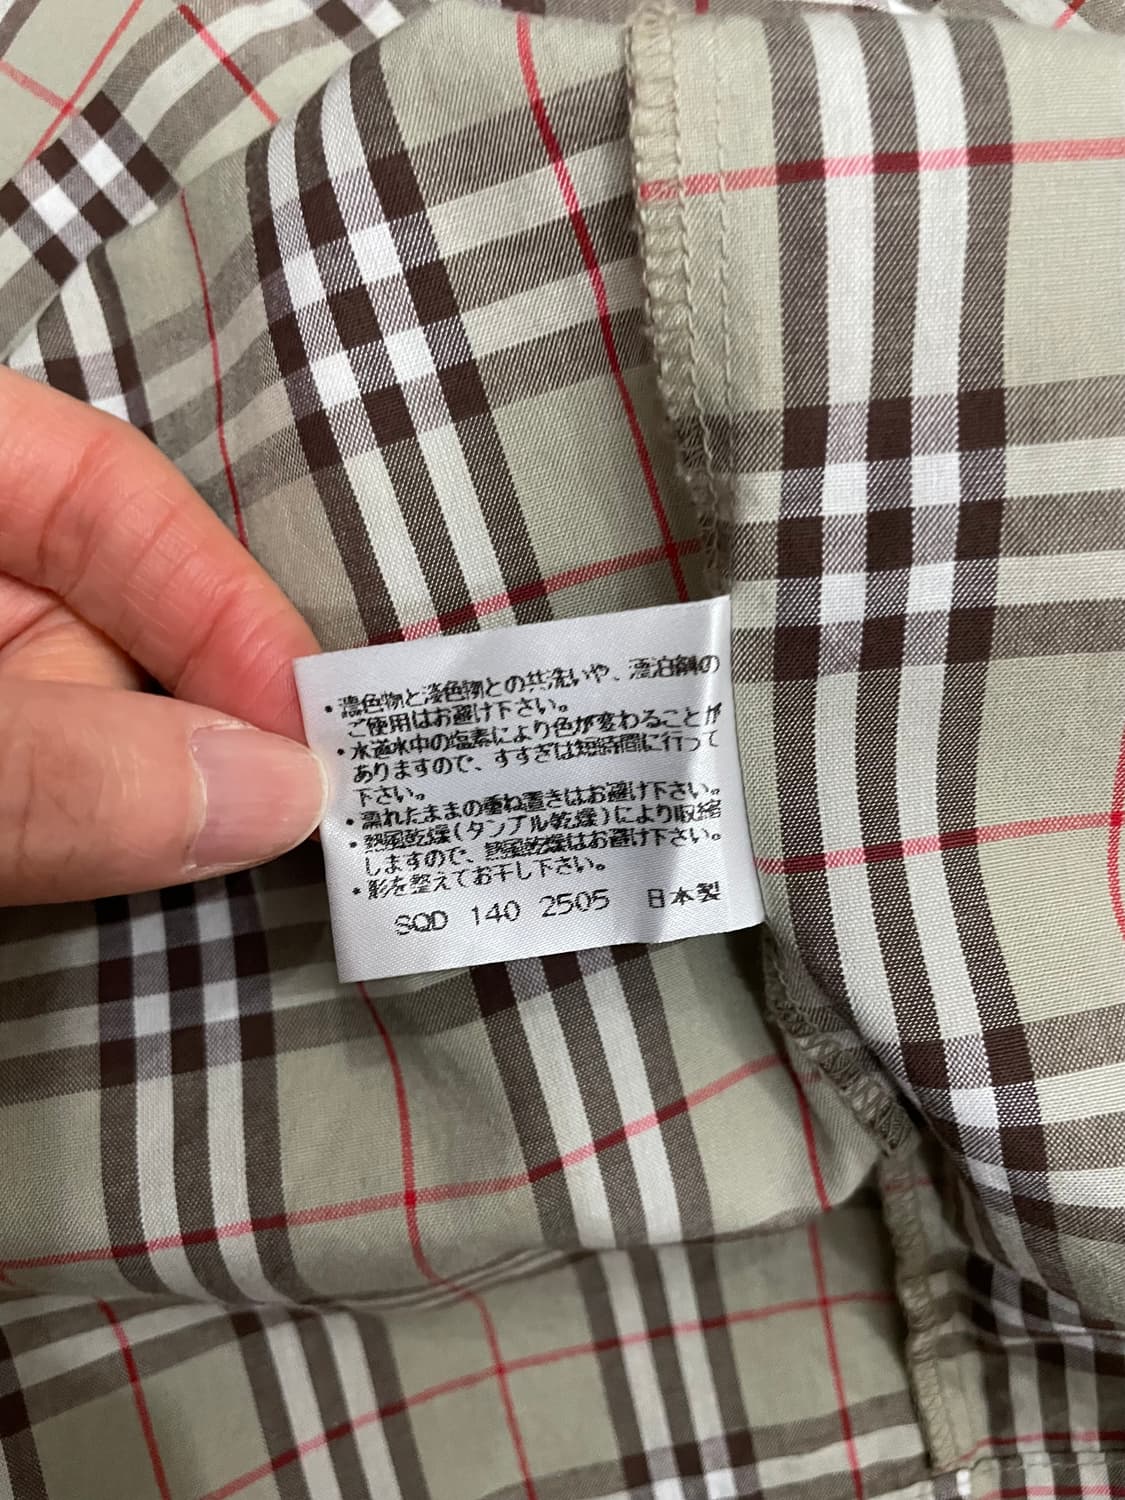 ・濃色物と淡色物との共洗いや、漂泊剤の
ご使用はお避け下さい。
・水道水中の塩素により色が変わることが
ありますので、すすぎは短時間に行って
下さい。
・濡れたままの重ね置きはお避け下さい。
・熱風乾燥(タンブル乾燥)により収縮
しますので、熱風乾燥はお避け下さい。
・形を整えてお干し下さい。
SQD 140 2505 日本製